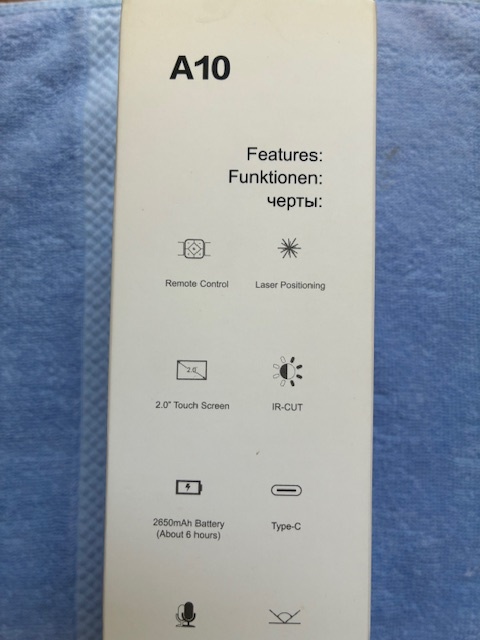 A10
Features:
Funktionen:
черты:
Remote Control
Laser Positioning
2.0
2.0" Touch Screen
IR-CUT
2650mAh Battery
(About 6 hours)
Type-C